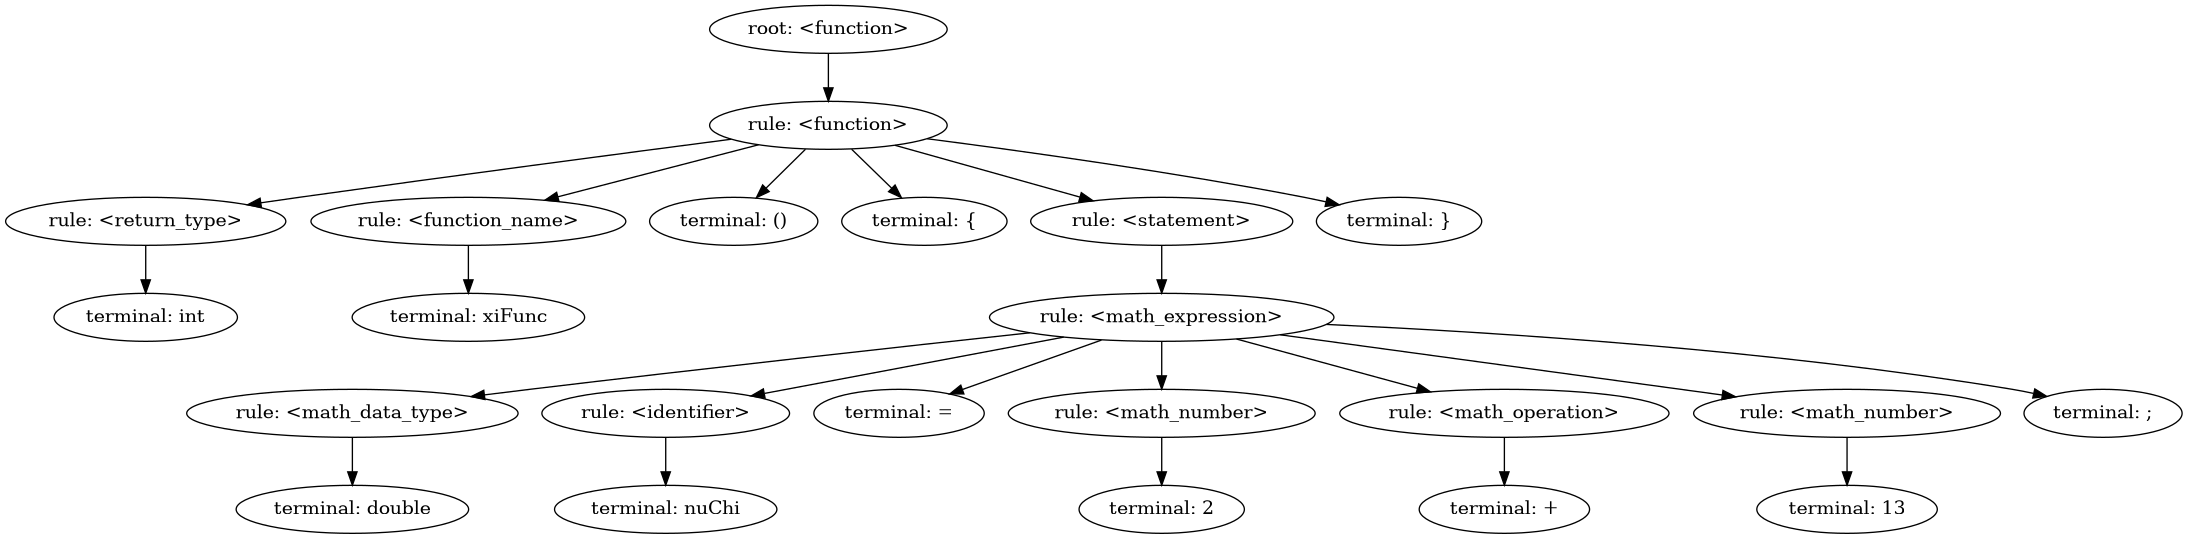 root: <function>
rule: <function>
rule: <return_type>
rule: <function_name>
terminal: ()
terminal: {
rule: <statement>
terminal: }
terminal: int
terminal: xiFunc
rule: <math_expression>
rule: <math_data_type>
rule: <identifier>
terminal: =
rule: <math_number>
rule: <math_operation>
rule: <math_number>
terminal: ;
terminal: double
terminal: nuChi
terminal: 2
terminal: +
terminal: 13